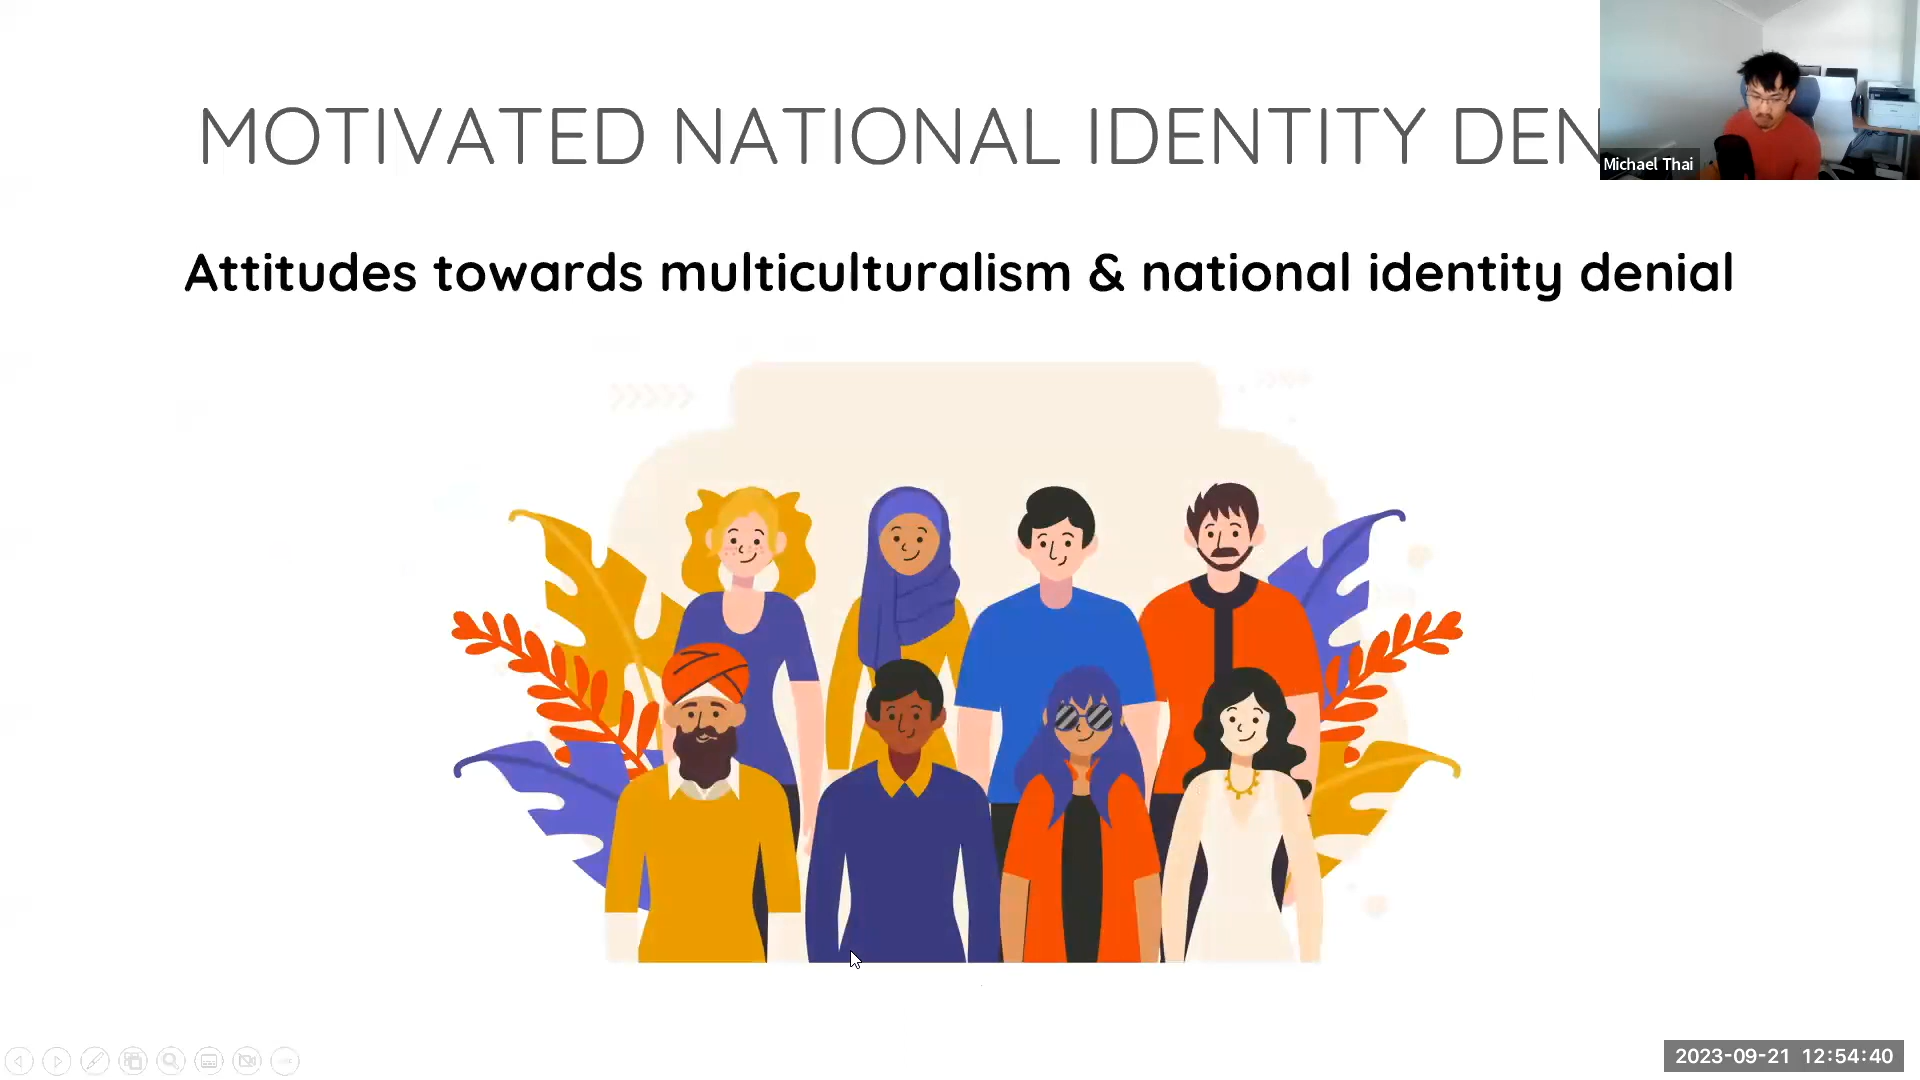 MOTIVATED NATIONAL IDENTITY DEN
Michael Thai
Attitudes towards multiculturalism & national identity denial
2023-09-21 12:54:40